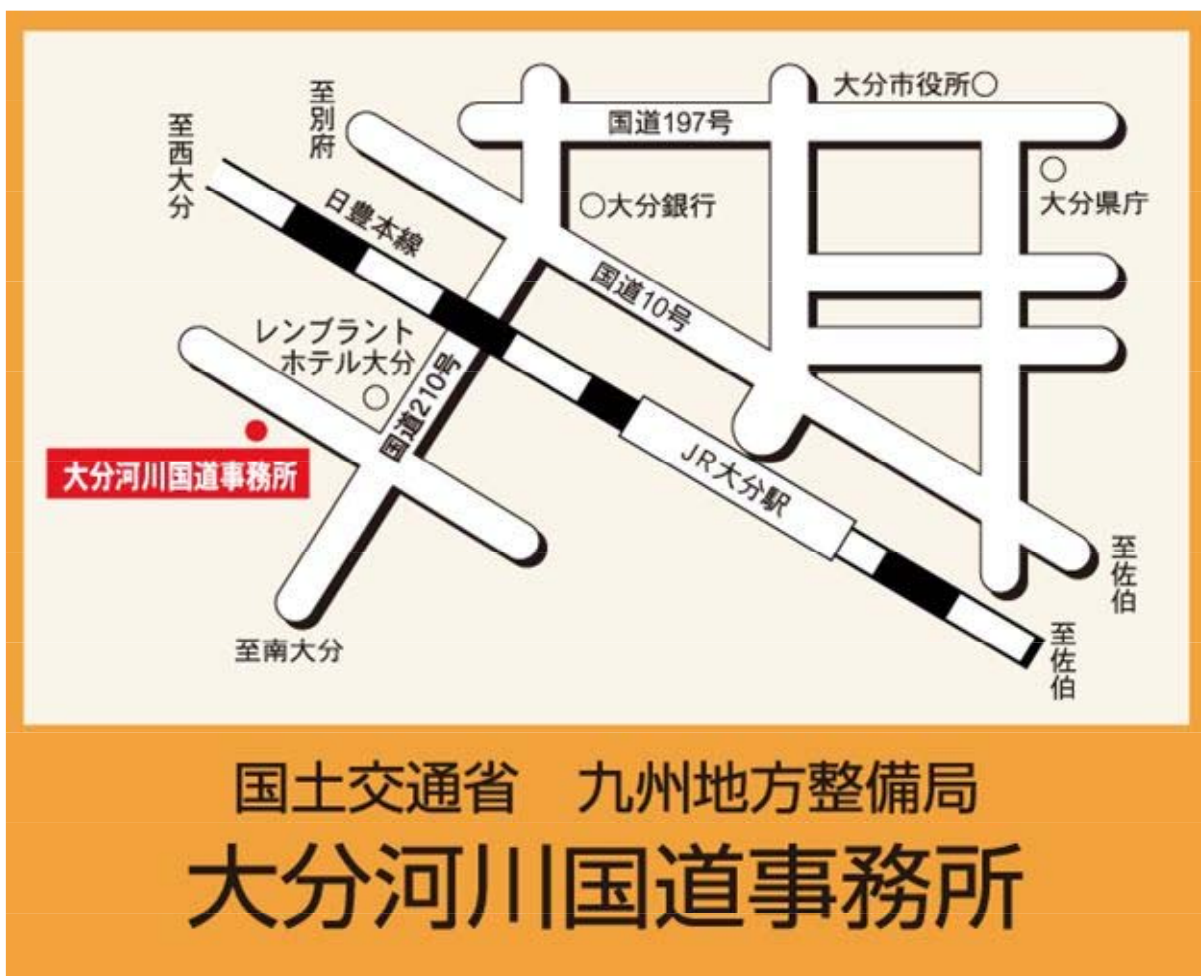 大分市役所
至別府
国道197号
至西大分
大分県庁
大分銀行
日豊本線
国道10号
レンブラント
ホテル大分
国道210号
大分河川国道事務所
JR大分駅
至佐伯
至佐伯
至南大分
国土交通省　九州地方整備局
大分河川国道事務所